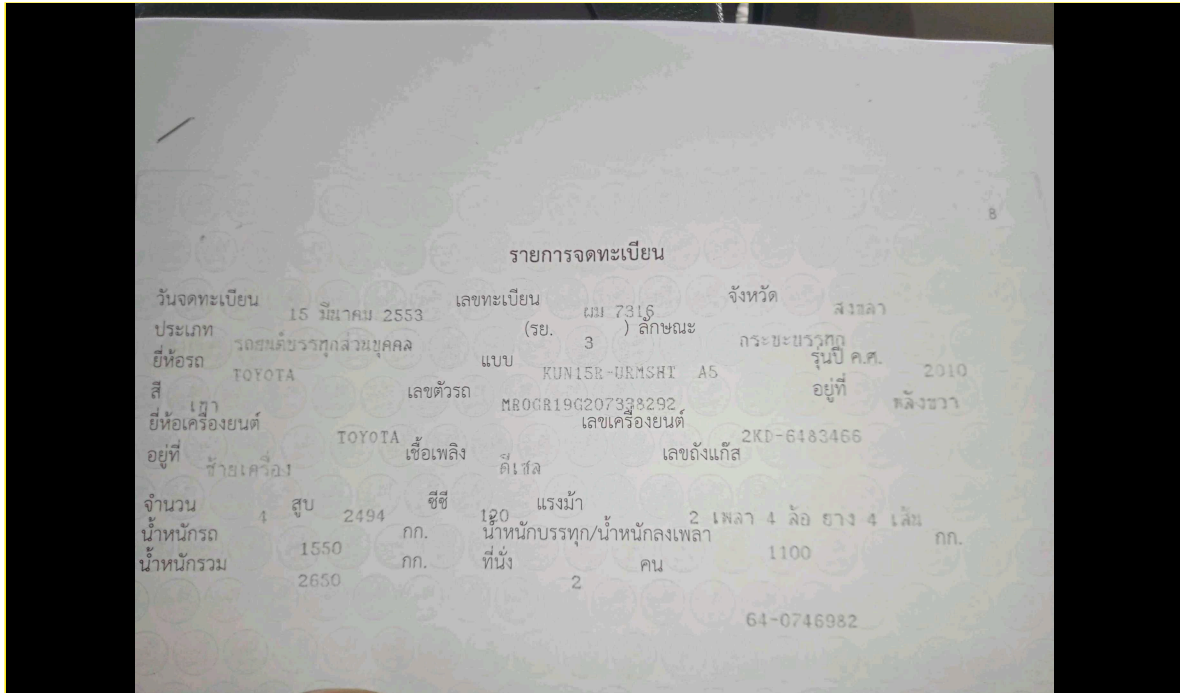 8
รายการจดทะเบียน
วันจดทะเบียน 15 มีนาคม 2553 เลขทะเบียน ผม 7316 จังหวัด สงขลา
ประเภท รถยนต์บรรทุกส่วนบุคคล (รย. 3 ) ลักษณะ กระบะบรรทุก
ยี่ห้อรถ TOYOTA แบบ KUN15R-URMSHT A5 รุ่นปี ค.ศ. 2010
สี เทา เลขตัวรถ MR0GR19G207338292 อยู่ที่ หลังขวา
ยี่ห้อเครื่องยนต์ TOYOTA เลขเครื่องยนต์ 2KD-6483466
อยู่ที่ ซ้ายเครื่อง เชื้อเพลิง ดีเซล เลขถังแก๊ส
จำนวน 4 สูบ 2494 ซีซี 120 แรงม้า 2 เพลา 4 ล้อ ยาง 4 เส้น
น้ำหนักรถ 1550 กก. น้ำหนักบรรทุก/น้ำหนักลงเพลา 1100 กก.
น้ำหนักรวม 2650 กก. ที่นั่ง 2 คน
64-0746982